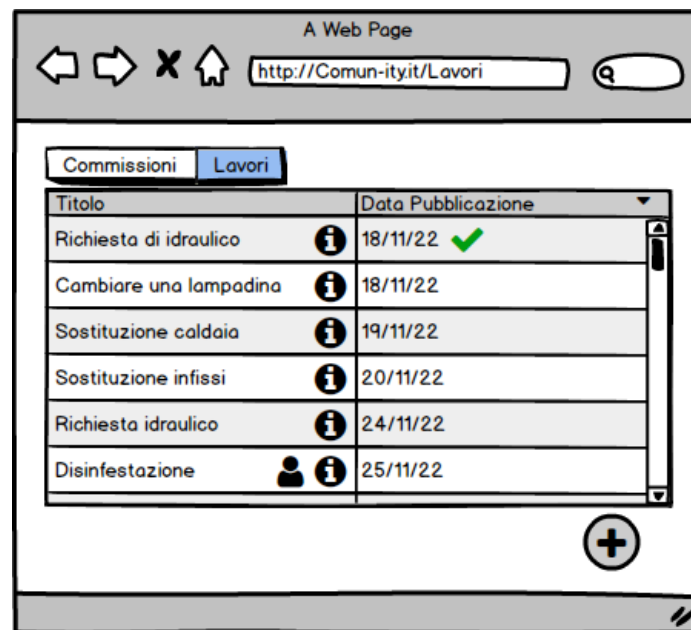 A Web Page
http://Comun-ity.it/Lavori
Commissioni Lavori
Titolo Data Pubblicazione
Richiesta di idraulico 18/11/22
Cambiare una lampadina 18/11/22
Sostituzione caldaia 19/11/22
Sostituzione infissi 20/11/22
Richiesta idraulico 24/11/22
Disinfestazione 25/11/22